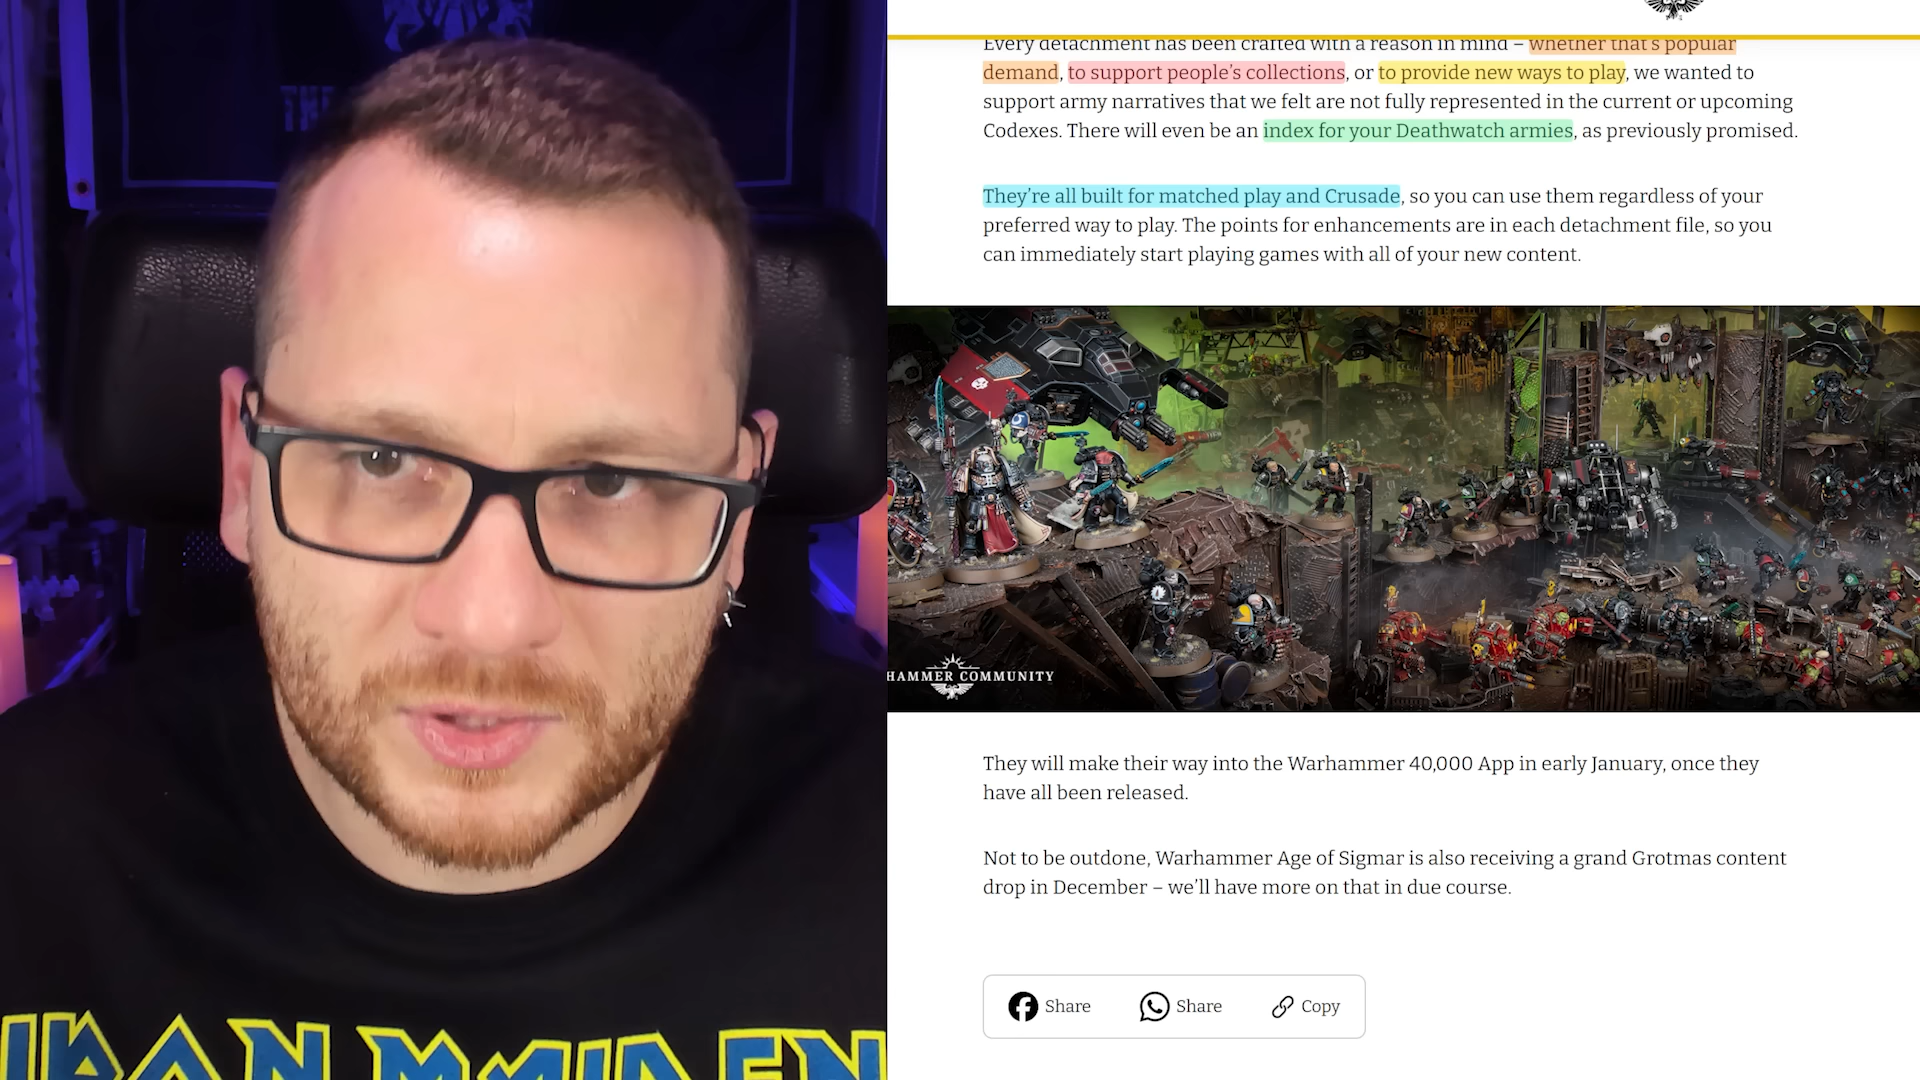 THE
Every detachment has been crafted with a reason in mind – whether that's popular
demand, to support people's collections, or to provide new ways to play, we wanted to
support army narratives that we felt are not fully represented in the current or upcoming
Codexes. There will even be an index for your Deathwatch armies, as previously promised.
They're all built for matched play and Crusade, so you can use them regardless of your
preferred way to play. The points for enhancements are in each detachment file, so you
can immediately start playing games with all of your new content.
HAMMER COMMUNITY
They will make their way into the Warhammer 40,000 App in early January, once they
have all been released.
Not to be outdone, Warhammer Age of Sigmar is also receiving a grand Grotmas content
drop in December – we'll have more on that in due course.
Share
Share
Copy
IRON MAIDEN